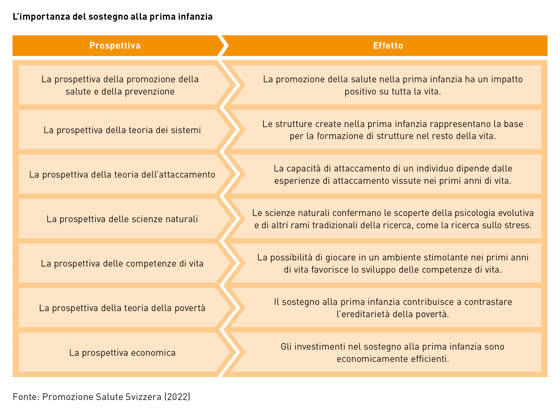 L’importanza del sostegno alla prima infanzia
Prospettiva
Effetto
La prospettiva della promozione della
salute e della prevenzione
La promozione della salute nella prima infanzia ha un impatto
positivo su tutta la vita.
La prospettiva della teoria dei sistemi
Le strutture create nella prima infanzia rappresentano la base
per la formazione di strutture nel resto della vita.
La prospettiva della teoria dell’attaccamento
La capacità di attaccamento di un individuo dipende dalle
esperienze di attaccamento vissute nei primi anni di vita.
La prospettiva delle scienze naturali
Le scienze naturali confermano le scoperte della psicologia evolutiva
e di altri rami tradizionali della ricerca, come la ricerca sullo stress.
La prospettiva delle competenze di vita
La possibilità di giocare in un ambiente stimolante nei primi anni
di vita favorisce lo sviluppo delle competenze di vita.
La prospettiva della teoria della povertà
Il sostegno alla prima infanzia contribuisce a contrastare
l’ereditarietà della povertà.
La prospettiva economica
Gli investimenti nel sostegno alla prima infanzia sono
economicamente efficienti.
Fonte: Promozione Salute Svizzera (2022)